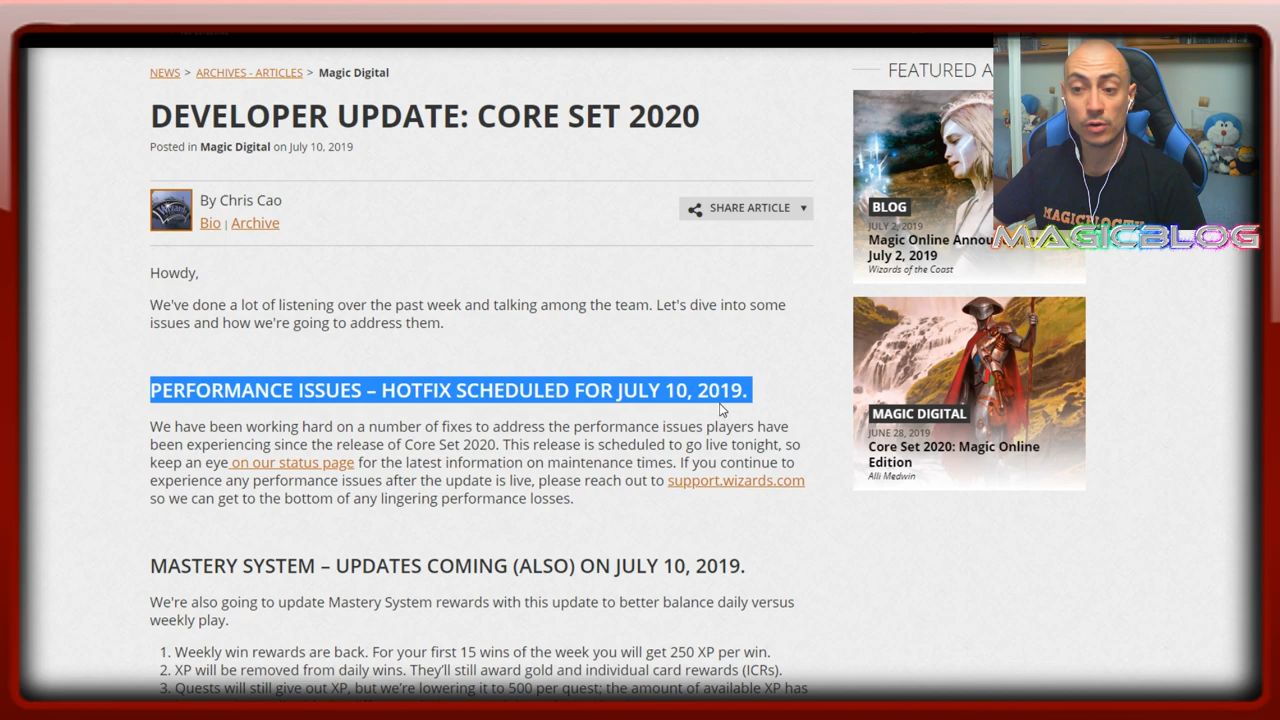 NEWS > ARCHIVES - ARTICLES > Magic Digital
DEVELOPER UPDATE: CORE SET 2020
Posted in Magic Digital on July 10, 2019
By Chris Cao
Bio | Archive
SHARE ARTICLE
Howdy,
We've done a lot of listening over the past week and talking among the team. Let's dive into some
issues and how we're going to address them.
PERFORMANCE ISSUES – HOTFIX SCHEDULED FOR JULY 10, 2019.
We have been working hard on a number of fixes to address the performance issues players have
been experiencing since the release of Core Set 2020. This release is scheduled to go live tonight, so
keep an eye on our status page for the latest information on maintenance times. If you continue to
experience any performance issues after the update is live, please reach out to support.wizards.com
so we can get to the bottom of any lingering performance losses.
MASTERY SYSTEM – UPDATES COMING (ALSO) ON JULY 10, 2019.
We're also going to update Mastery System rewards with this update to better balance daily versus
weekly play.
1. Weekly win rewards are back. For your first 15 wins of the week you will get 250 XP per win.
2. XP will be removed from daily wins. They'll still award gold and individual card rewards (ICRs).
3. Quests will still give out XP, but we're lowering it to 500 per quest; the amount of available XP has
FEATURED A
BLOG
JULY 2, 2019
Magic Online Annou
July 2, 2019
Wizards of the Coast
MAGIC DIGITAL
JUNE 28, 2019
Core Set 2020: Magic Online
Edition
Alli Medwin
MAGICBLOG